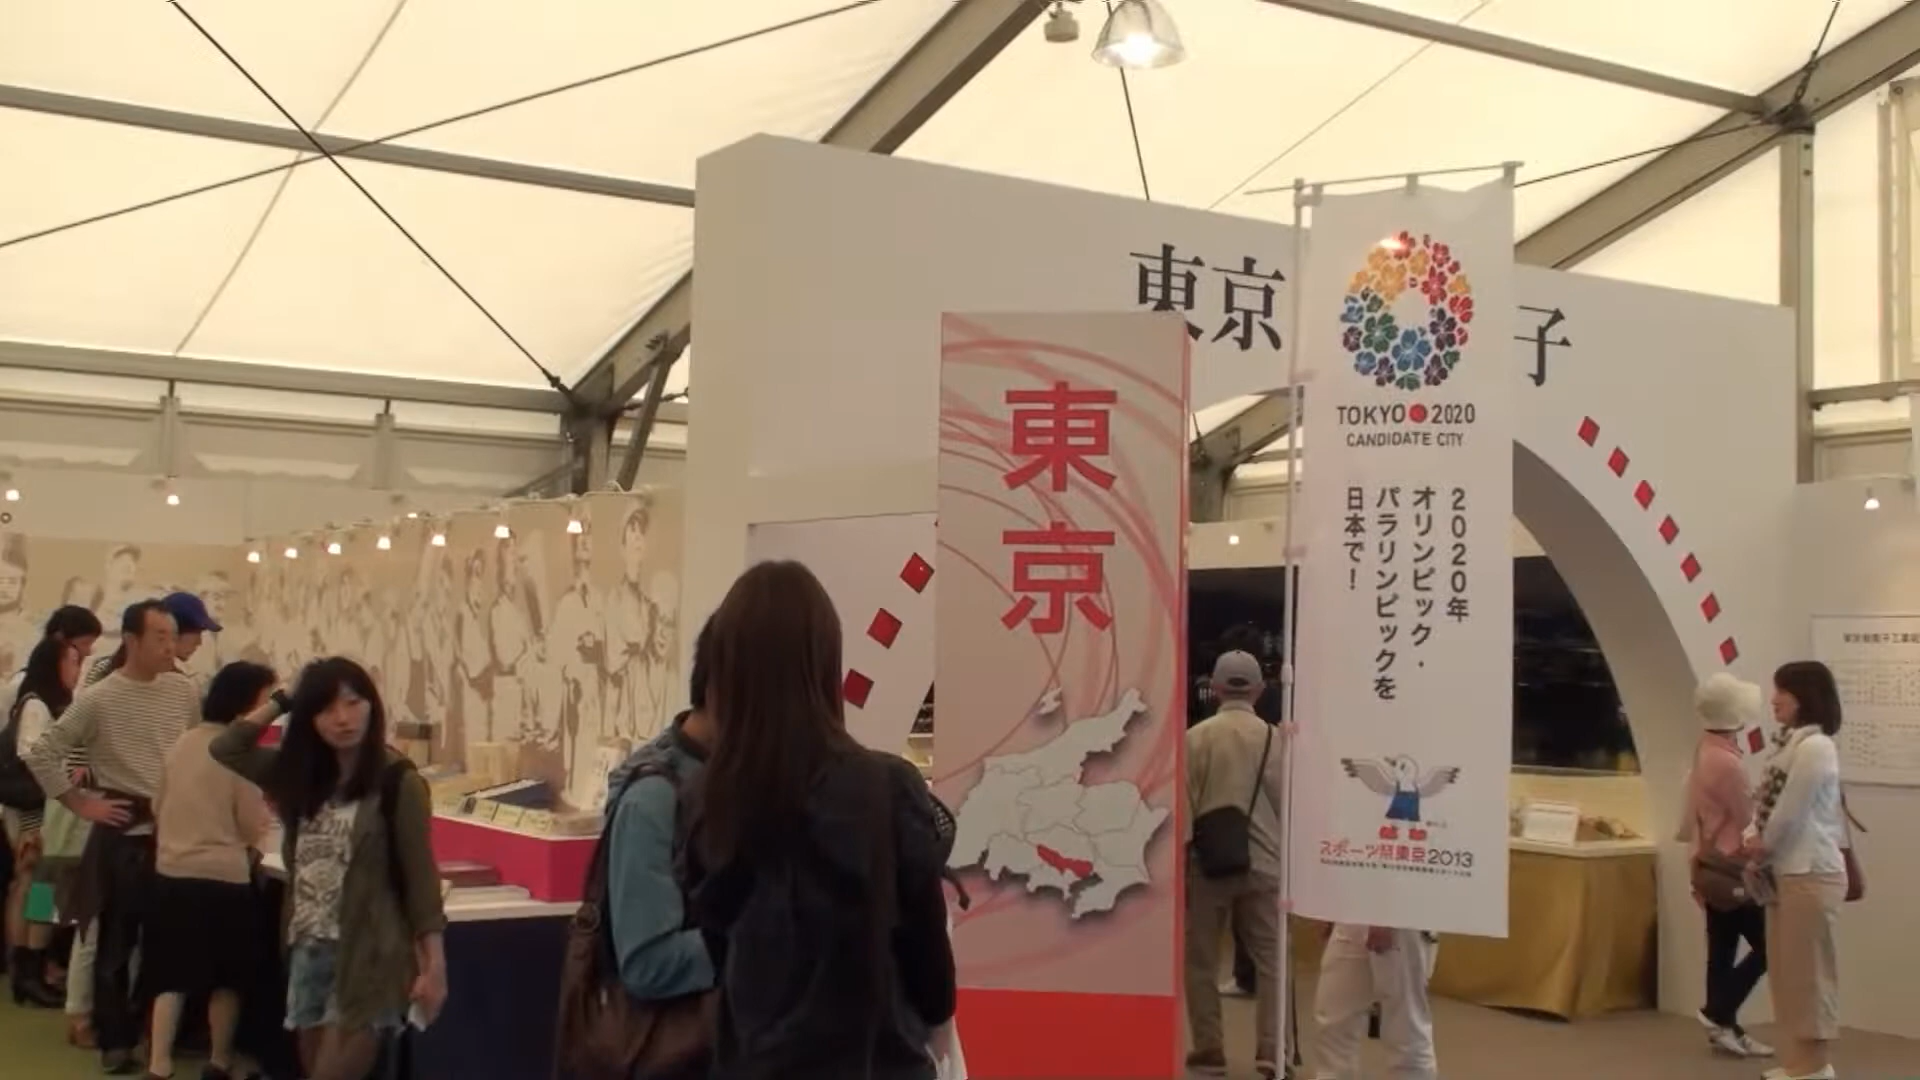 東京
子
東京
TOKYO 2020
CANDIDATE CITY
2020年
オリンピック・
パラリンピックを
日本で!
スポーツ祭東京2013